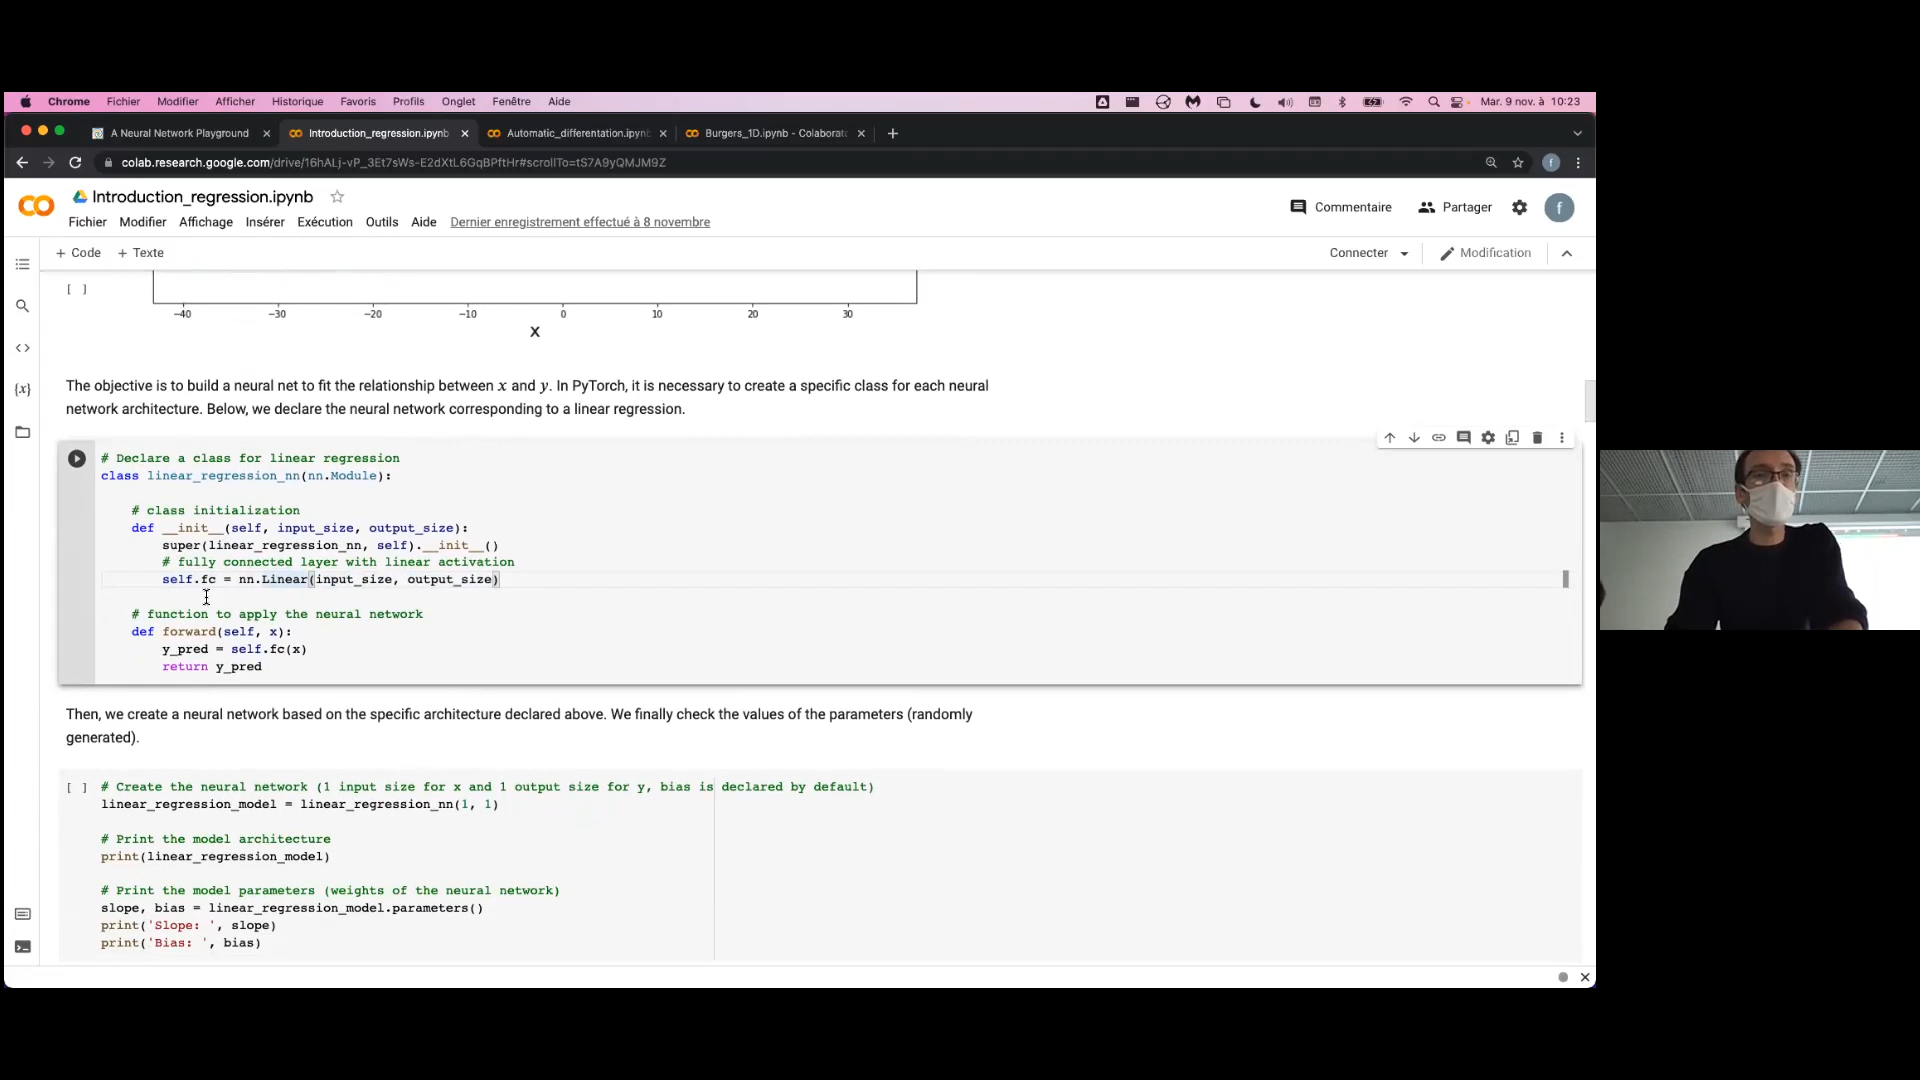 Chrome Fichier Modifier Afficher Historique Favoris Profils Onglet Fenêtre Aide Mar. 9 nov. à 10:23
A Neural Network Playground Introduction_regression.ipynb Automatic_differentation.ipynb Burgers_1D.ipynb - Colaborat
colab.research.google.com/drive/16hALj-vP_3Et7sWs-E2dXtL6GqBPftHr#scrollTo=tS7A9yQMJM9Z f
Introduction_regression.ipynb
Commentaire Partager f
Fichier Modifier Affichage Insérer Exécution Outils Aide Dernier enregistrement effectué à 8 novembre
+ Code + Texte Connecter Modification
[ ]
−40 −30 −20 −10 0 10 20 30
X
The objective is to build a neural net to fit the relationship between x and y. In PyTorch, it is necessary to create a specific class for each neural
network architecture. Below, we declare the neural network corresponding to a linear regression.
# Declare a class for linear regression
class linear_regression_nn(nn.Module):
# class initialization
def __init__(self, input_size, output_size):
super(linear_regression_nn, self).__init__()
# fully connected layer with linear activation
self.fc = nn.Linear(input_size, output_size)
# function to apply the neural network
def forward(self, x):
y_pred = self.fc(x)
return y_pred
Then, we create a neural network based on the specific architecture declared above. We finally check the values of the parameters (randomly
generated).
[ ] # Create the neural network (1 input size for x and 1 output size for y, bias is declared by default)
linear_regression_model = linear_regression_nn(1, 1)
# Print the model architecture
print(linear_regression_model)
# Print the model parameters (weights of the neural network)
slope, bias = linear_regression_model.parameters()
print('Slope: ', slope)
print('Bias: ', bias)